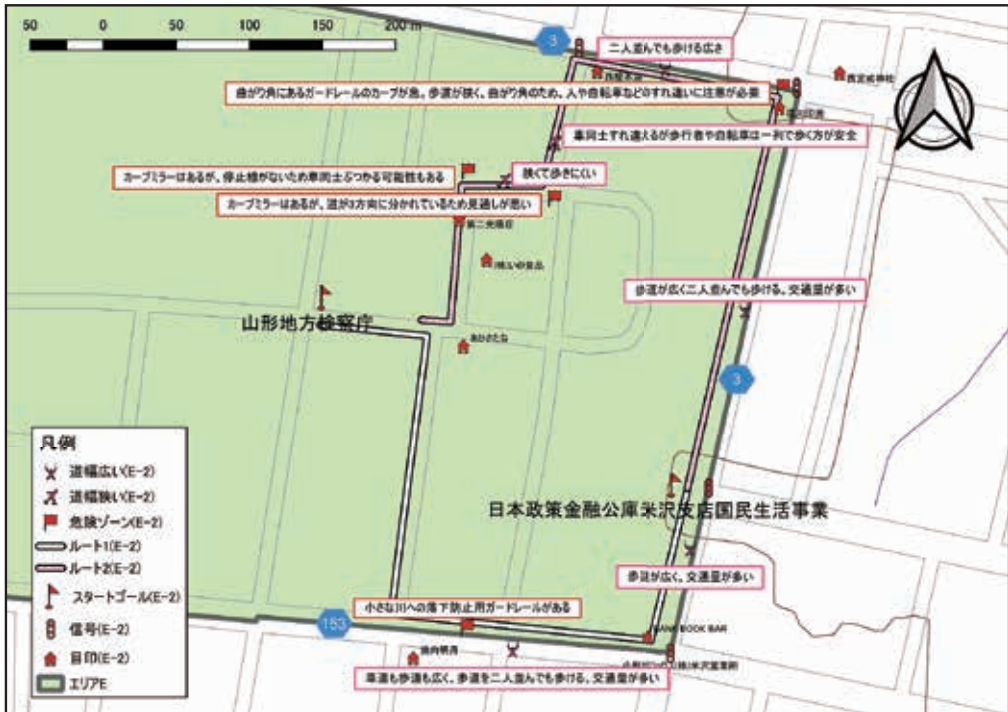 50 0 50 100 150 200 m
3
二人並んでも歩ける広さ
曲がり角にあるガードレールのカーブが急。歩道が狭く、曲がり角のため、人や自転車などのすれ違いに注意が必要
車同士すれ違えるが歩行者や自転車は一列で歩く方が安全
カーブミラーはあるが、停止線がないため車同士ぶつかる可能性もある
狭くて歩きにくい
カーブミラーはあるが、道が3方向に分かれているため見通しが悪い
歩道が広く二人並んでも歩ける。交通量が多い
山形地方検察庁
3
日本政策金融公庫米沢支店国民生活事業
歩道が広く、交通量が多い
小さな川への落下防止用ガードレールがある
153
BANK BOOK BAR
車道も歩道も広く、歩道を二人並んでも歩ける。交通量が多い
凡例
道幅広い(E-2)
道幅狭い(E-2)
危険ゾーン(E-2)
ルート1(E-2)
ルート2(E-2)
スタートゴール(E-2)
信号(E-2)
目印(E-2)
エリアE